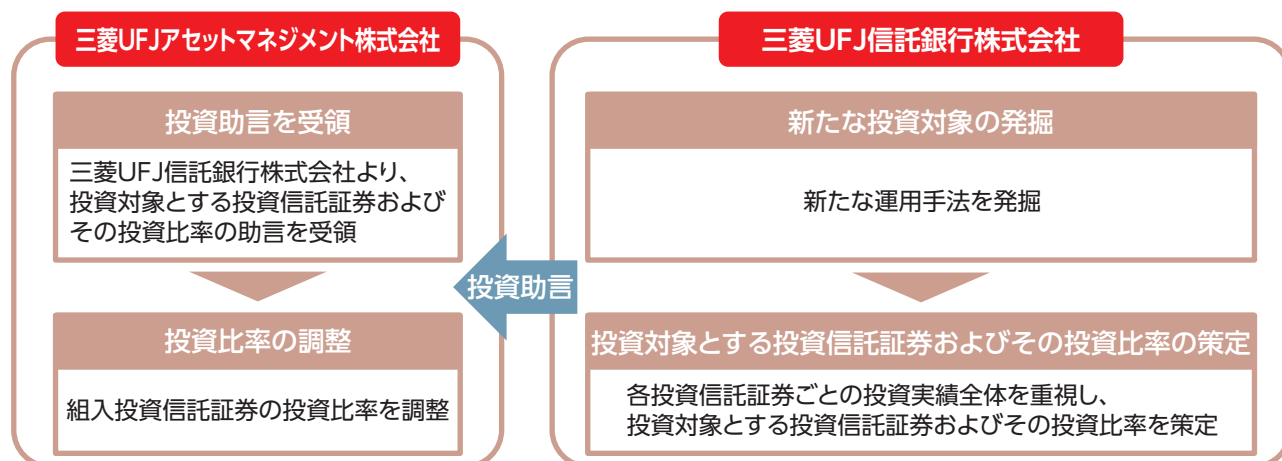 三菱UFJアセットマネジメント株式会社
投資助言を受領
三菱UFJ信託銀行株式会社より、
投資対象とする投資信託証券および
その投資比率の助言を受領
投資比率の調整
組入投資信託証券の投資比率を調整
投資助言
三菱UFJ信託銀行株式会社
新たな投資対象の発掘
新たな運用手法を発掘
投資対象とする投資信託証券およびその投資比率の策定
各投資信託証券ごとの投資実績全体を重視し、
投資対象とする投資信託証券およびその投資比率を策定